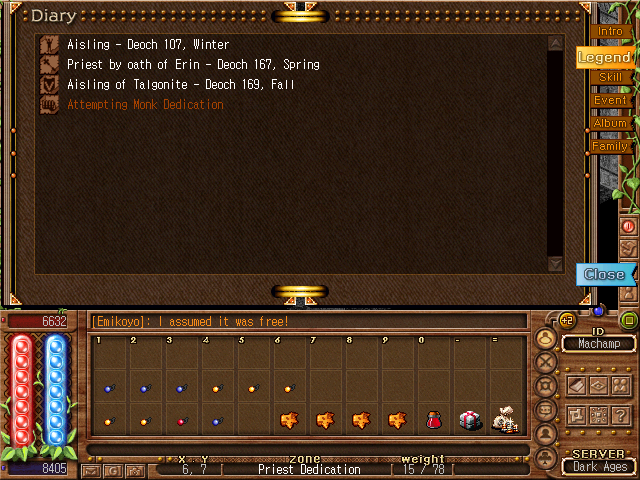 Diary
Intro
Aisling - Deoch 107, Winter
Legend
Priest by oath of Erin - Deoch 167, Spring
Skill
Aisling of Talgonite - Deoch 169, Fall
Event
Attempting Monk Dedication
Album
Family
Close
6632
[Emikoyo]: I assumed it was free!
+2
ID
1 2 3 4 5 6 7 8 9 0 - =
Machamp
G
?
X Y zone weight
SERVER
8405
6, 7 [ Priest Dedication [ 15 / 78 ]
Dark Ages